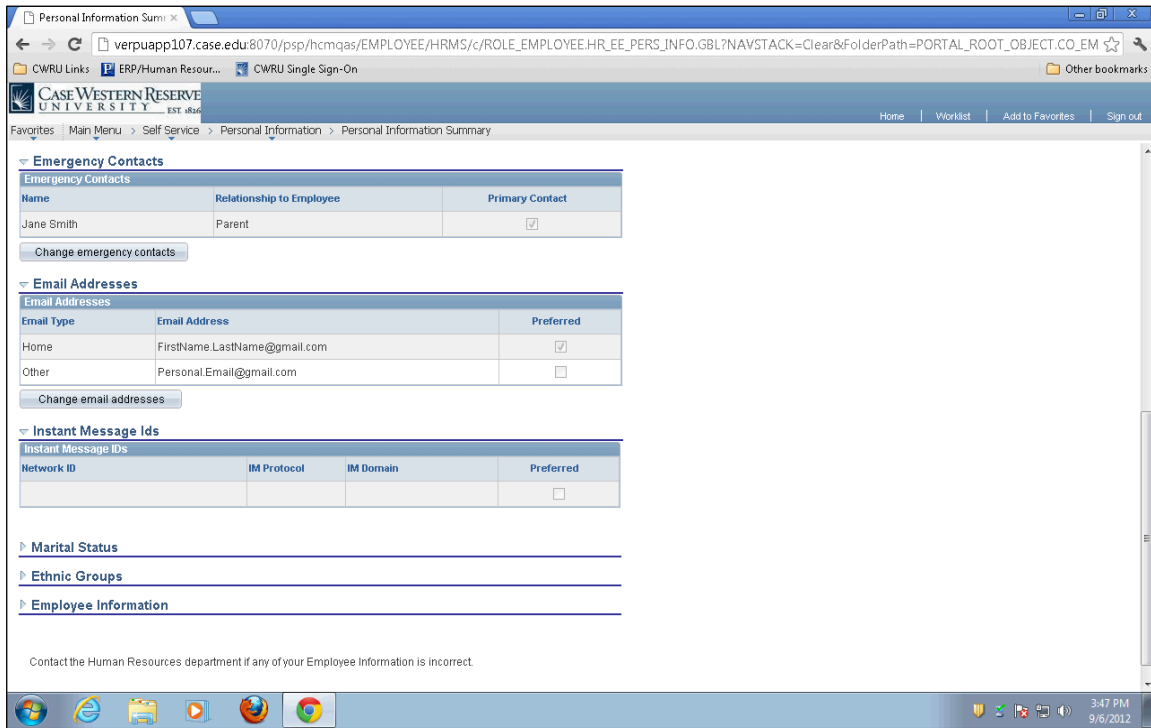 Personal Information Sum
verpuapp107.case.edu:8070/psp/hcmqas/EMPLOYEE/HRMS/c/ROLE_EMPLOYEE.HR_EE_PERS_INFO.GBL?NAVSTACK=Clear&FolderPath=PORTAL_ROOT_OBJECT.CO_EM
CWRU Links ERP/Human Resour... CWRU Single Sign-On Other bookmarks
CASE WESTERN RESERVE
UNIVERSITY EST. 1826
Home | Worklist | Add to Favorites | Sign out
Favorites Main Menu > Self Service > Personal Information > Personal Information Summary
Emergency Contacts
Emergency Contacts
Name Relationship to Employee Primary Contact
Jane Smith Parent
Change emergency contacts
Email Addresses
Email Addresses
Email Type Email Address Preferred
Home FirstName.LastName@gmail.com
Other Personal.Email@gmail.com
Change email addresses
Instant Message Ids
Instant Message IDs
Network ID IM Protocol IM Domain Preferred
Marital Status
Ethnic Groups
Employee Information
Contact the Human Resources department if any of your Employee Information is incorrect.
3:47 PM
9/6/2012